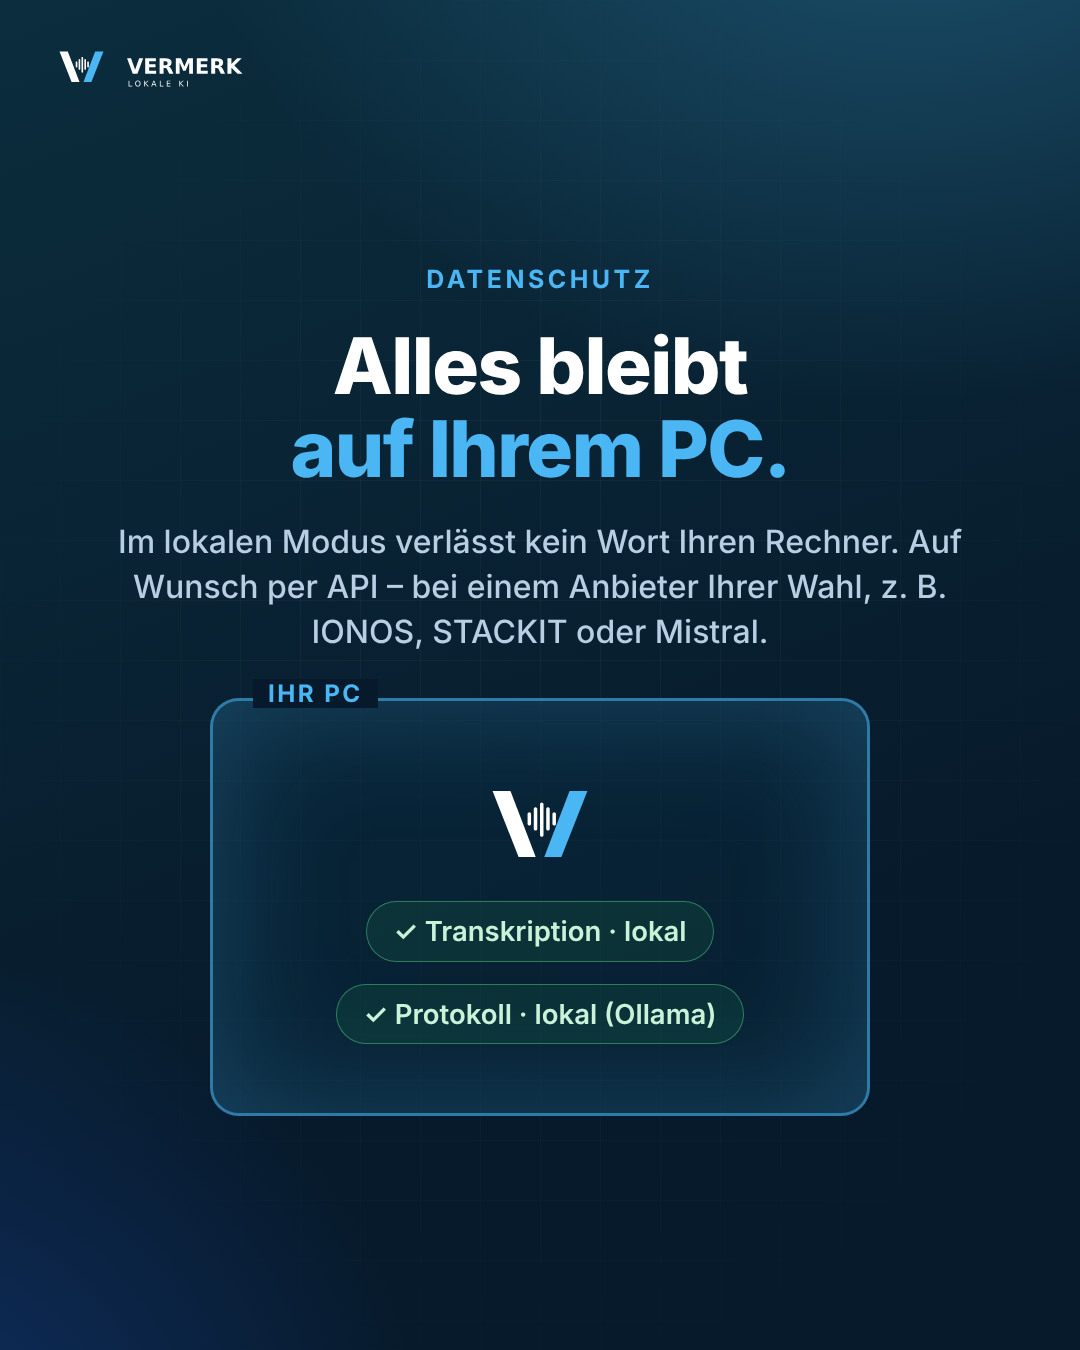 VERMERK
LOKALE KI
DATENSCHUTZ
Alles bleibt
auf Ihrem PC.
Im lokalen Modus verlässt kein Wort Ihren Rechner. Auf
Wunsch per API – bei einem Anbieter Ihrer Wahl, z. B.
IONOS, STACKIT oder Mistral.
IHR PC
✓ Transkription · lokal
✓ Protokoll · lokal (Ollama)